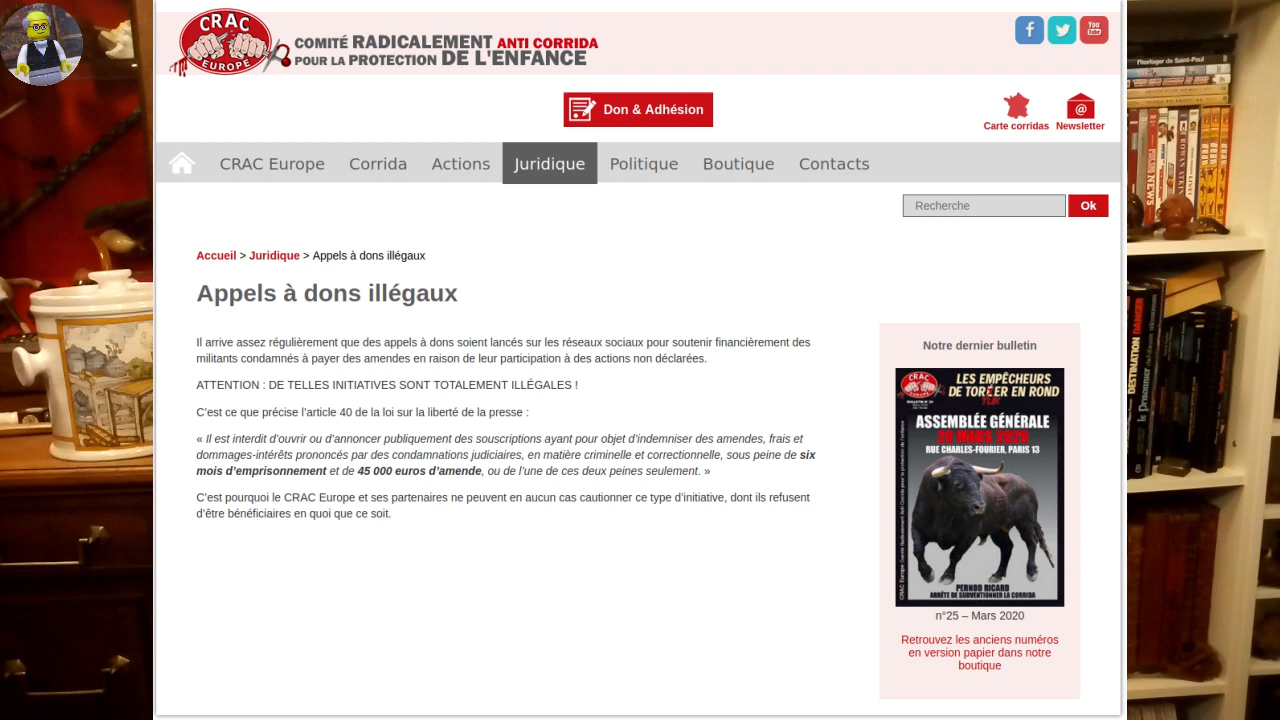 CRAC
EUROPE
COMITÉ RADICALEMENT ANTI CORRIDA
POUR LA PROTECTION DE L'ENFANCE
You
Tube
Don & Adhésion
Carte corridas
Newsletter
CRAC Europe
Corrida
Actions
Juridique
Politique
Boutique
Contacts
Recherche
Ok
Accueil > Juridique > Appels à dons illégaux
Appels à dons illégaux
Il arrive assez régulièrement que des appels à dons soient lancés sur les réseaux sociaux pour soutenir financièrement des
militants condamnés à payer des amendes en raison de leur participation à des actions non déclarées.
ATTENTION : DE TELLES INITIATIVES SONT TOTALEMENT ILLÉGALES !
C’est ce que précise l’article 40 de la loi sur la liberté de la presse :
« Il est interdit d’ouvrir ou d’annoncer publiquement des souscriptions ayant pour objet d’indemniser des amendes, frais et
dommages-intérêts prononcés par des condamnations judiciaires, en matière criminelle et correctionnelle, sous peine de six
mois d’emprisonnement et de 45 000 euros d’amende, ou de l’une de ces deux peines seulement. »
C’est pourquoi le CRAC Europe et ses partenaires ne peuvent en aucun cas cautionner ce type d’initiative, dont ils refusent
d’être bénéficiaires en quoi que ce soit.
Notre dernier bulletin
CRAC
EUROPE
LES EMPÊCHEURS
DE TORÉER EN ROND
ASSEMBLÉE GÉNÉRALE
28 MARS 2020
RUE CHARLES-FOURIER, PARIS 13
PERNOD RICARD
ARRÊTE DE SUBVENTIONNER LA CORRIDA
n°25 – Mars 2020
Retrouvez les anciens numéros
en version papier dans notre
boutique
DESTINATION
DANGER
le Prisonnier